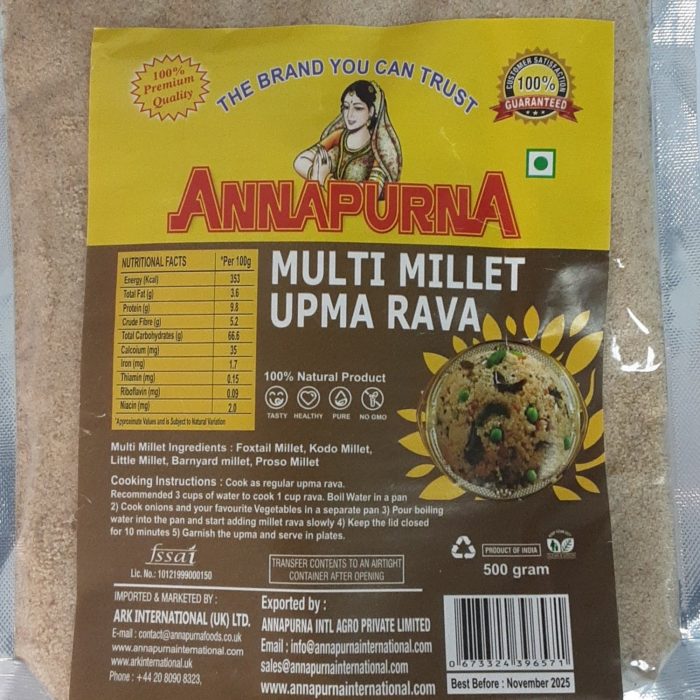 100%
Premium
Quality
THE BRAND YOU CAN TRUST
CUSTOMER SATISFACTION
100%
GUARANTEED
ANNAPURNA
MULTI MILLET
UPMA RAVA
NUTRITIONAL FACTS *Per 100g
Energy (Kcal) 353
Total Fat (g) 3.6
Protein (g) 9.8
Crude Fibre (g) 5.2
Total Carbohydrates (g) 66.6
Calcoium (mg) 35
Iron (mg) 1.7
Thiamin (mg) 0.15
Riboflavin (mg) 0.09
Niacin (mg) 2.0
*Approximate Values and is Subject to Natural Variation
100% Natural Product
TASTY HEALTHY PURE NO GMO
Multi Millet Ingredients : Foxtail Millet, Kodo Millet,
Little Millet, Barnyard millet, Proso Millet
Cooking Instructions : Cook as regular upma rava.
Recommended 3 cups of water to cook 1 cup rava. Boil Water in a pan
2) Cook onions and your favourite Vegetables in a separate pan 3) Pour boiling
water into the pan and start adding millet rava slowly 4) Keep the lid closed
for 10 minutes 5) Garnish the upma and serve in plates.
fssai
Lic. No.: 10121999000150
TRANSFER CONTENTS TO AN AIRTIGHT
CONTAINER AFTER OPENING
PRODUCT OF INDIA
500 gram
IMPORTED & MARKETED BY :
ARK INTERNATIONAL (UK) LTD.
E-mail : contact@annapurnafoods.co.uk
www.annapurnainternational.com
www.arkinternational.uk
Phone : +44 20 8090 8323,
Exported by :
ANNAPURNA INTL AGRO PRIVATE LIMITED
Email : info@annapurnainternational.com
sales@annapurnainternational.com
www.annapurnainternational.com
0 673324 396571
Best Before : November 2025